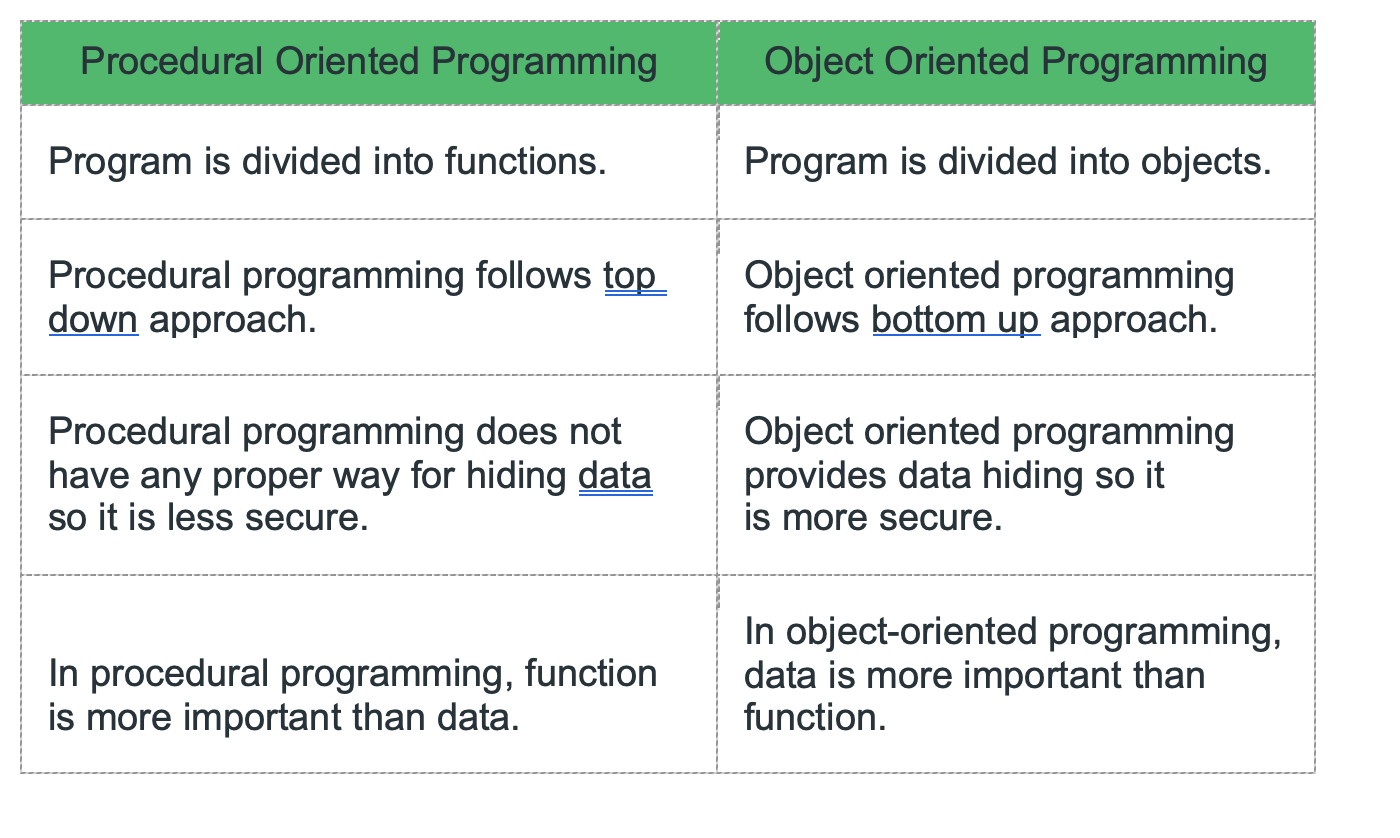 Procedural Oriented Programming
Object Oriented Programming
Program is divided into functions.
Program is divided into objects.
Procedural programming follows top
down approach.
Object oriented programming
follows bottom up approach.
Procedural programming does not
have any proper way for hiding data
so it is less secure.
Object oriented programming
provides data hiding so it
is more secure.
In procedural programming, function
is more important than data.
In object-oriented programming,
data is more important than
function.